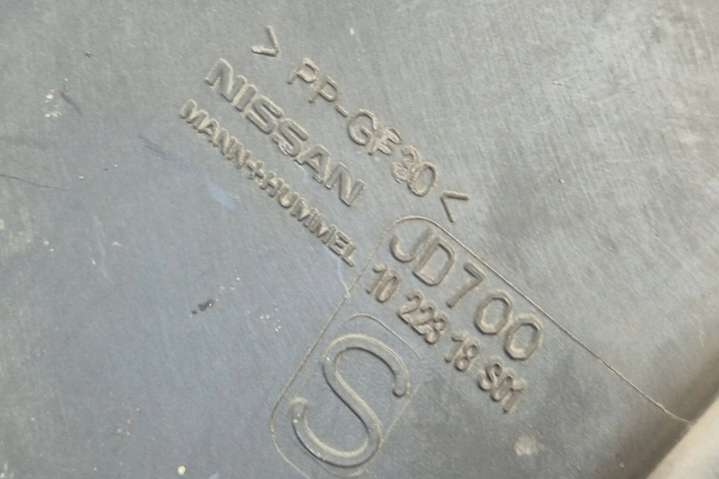 >PP-GF30<
NISSAN
MANN+HUMMEL
JD700
10 223 18 S01
S